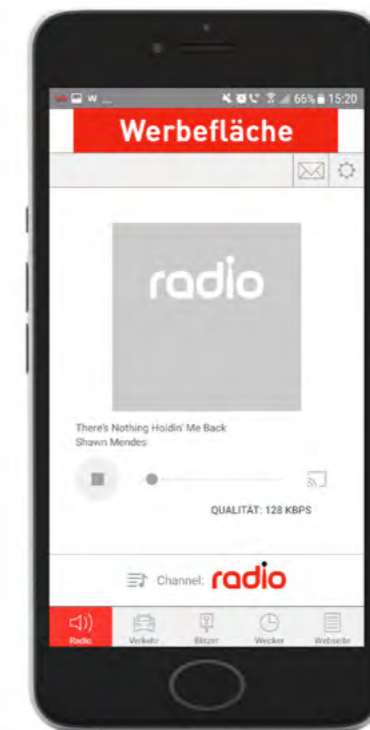 w ... 66% 15:20
Werbefläche
radio
There's Nothing Holdin' Me Back
Shawn Mendes
QUALITÄT: 128 KBPS
Channel: radio
Radio Verkehr Blitzer Wecker Webseite